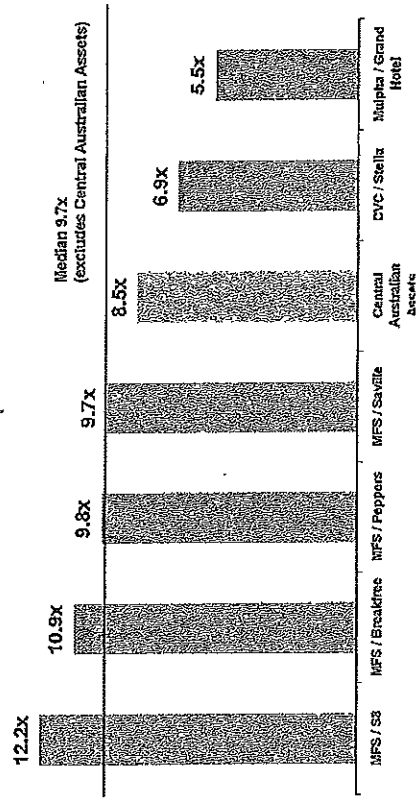 Median 9.7x
(excludes Central Australian Assets)
12.2x
10.9x
9.8x
9.7x
8.5x
6.9x
5.5x
MFS / S8
MFS / Breakfree
MFS / Peppers
MFS / Saville
Central
Australian
Assets
CVC / Stella
Mulpha / Grand
Hotel